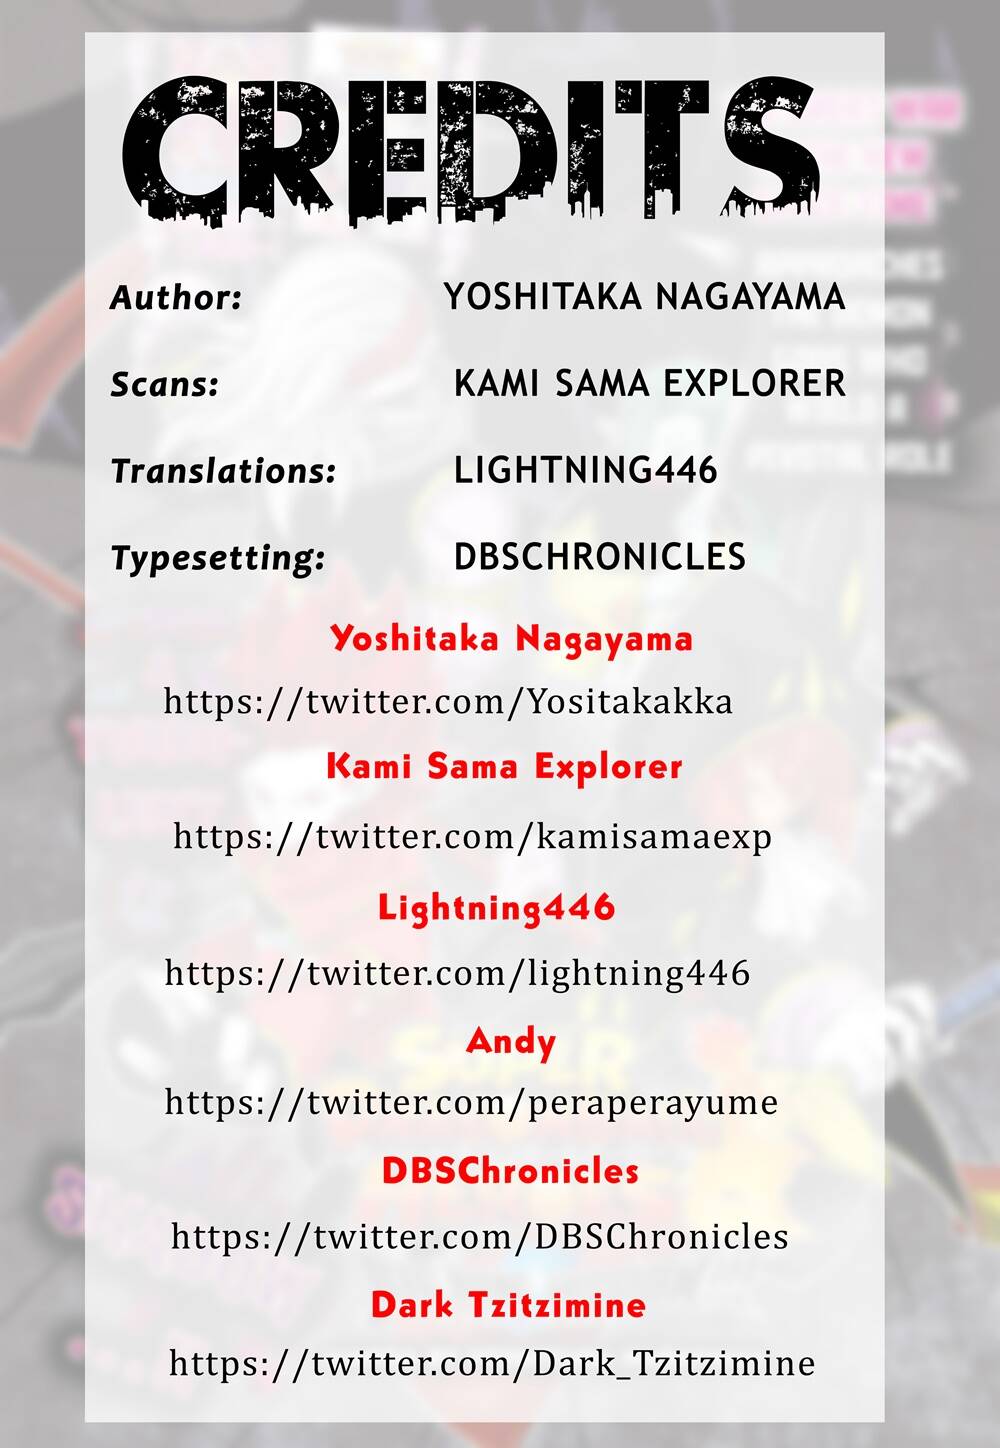 CREDITS
Author: YOSHITAKA NAGAYAMA
Scans: KAMI SAMA EXPLORER
Translations: LIGHTNING446
Typesetting: DBSCHRONICLES
Yoshitaka Nagayama
https://twitter.com/Yositakakka
Kami Sama Explorer
https://twitter.com/kamisamaexp
Lightning446
https://twitter.com/lightning446
Andy
https://twitter.com/peraperayume
DBSChronicles
https://twitter.com/DBSChronicles
Dark Tzitzimine
https://twitter.com/Dark_Tzitzimine